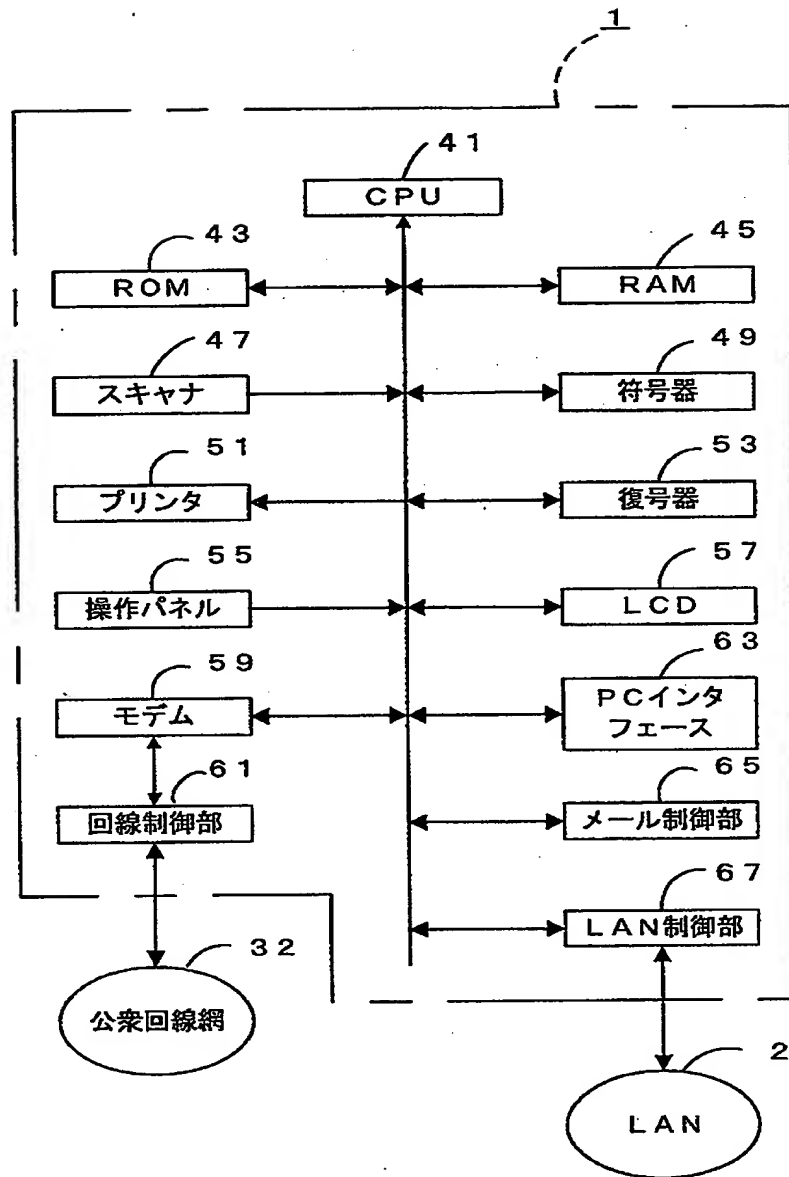 1
41
CPU
43
ROM
45
RAM
47
スキャナ
49
符号器
51
プリンタ
53
復号器
55
操作パネル
57
LCD
59
モデム
63
PCインタ
フェース
61
回線制御部
65
メール制御部
67
LAN制御部
32
公衆回線網
2
LAN